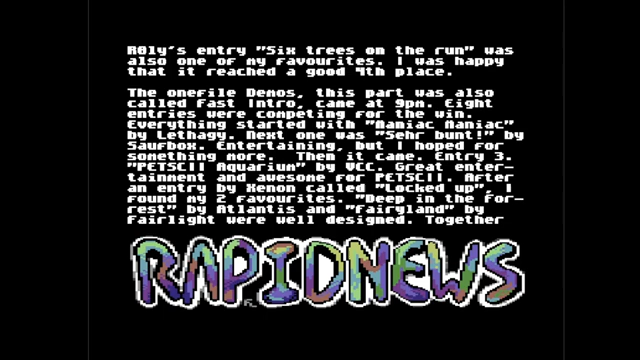 R0ly's entry "Six trees on the run" was
also one of my favourites. I was happy
that it reached a good 4th place.
The onefile Demos, this part was also
called fast Intro, came at 9pm. Eight
entries were competing for the win.
Everything started with "Maniac Maniac"
by Lethagy. Next one was "Sehr bunt!" by
Saufbox. Entertaining, but I hoped for
something more.  Then it came. Entry 3.
"PETSCII Aquarium" by VCC. Great enter-
tainment and awesome for PETSCII. After
an entry by Xenon called "Locked up", I
found my 2 favourites. "Deep in the for-
rest" by Atlantis and "Fairyland" by
fairlight were well designed. Together
RAPIDNEWS